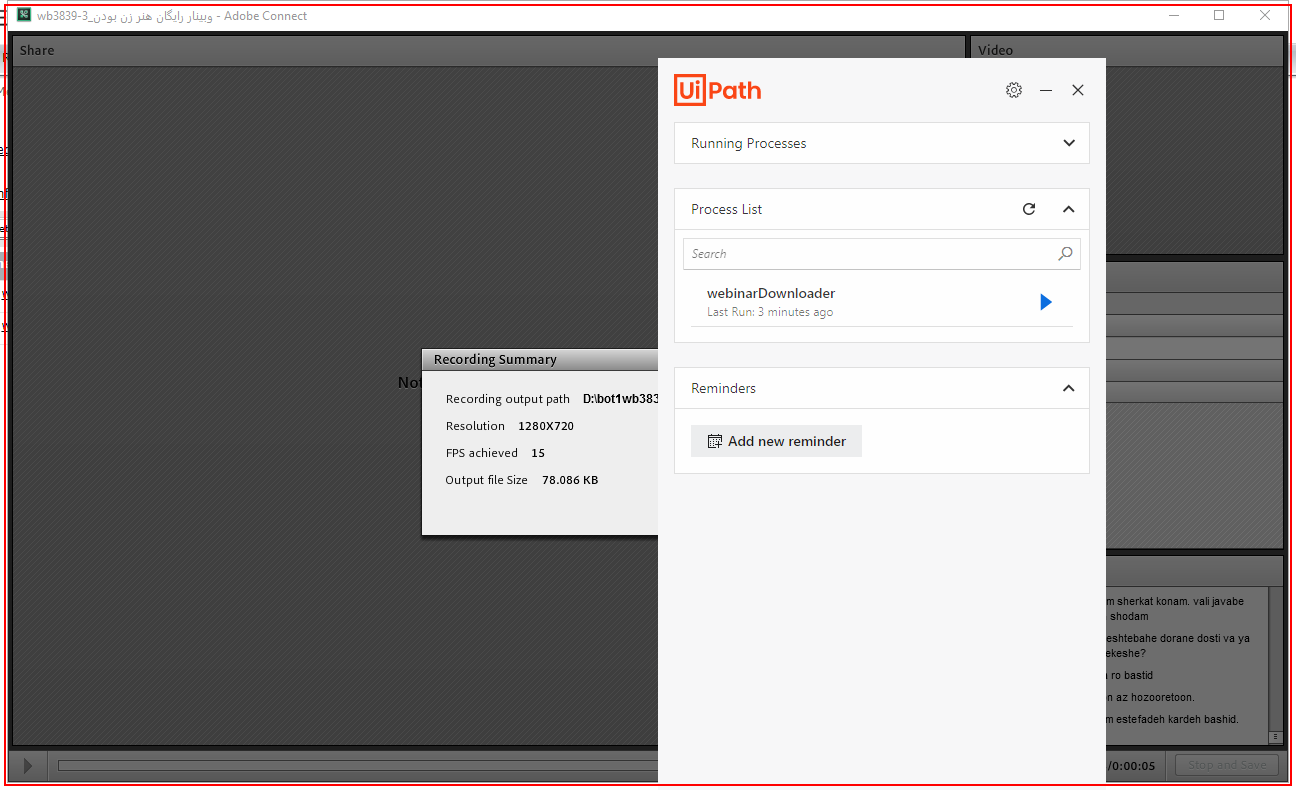 wb3839-3_وبینار رایگان هنر زن بودن - Adobe Connect
Share
Video
UiPath
Running Processes
Process List
Search
webinarDownloader
Last Run: 3 minutes ago
Reminders
Add new reminder
Not
Recording Summary
Recording output path D:\bot1wb383
Resolution 1280X720
FPS achieved 15
Output file Size 78.086 KB
m sherkat konam. vali javabe
shodam
eshtebahe dorane dosti va ya
ekeshe?
ro bastid
n az hozooretoon.
m estefadeh kardeh bashid.
/0:00:05
Stop and Save